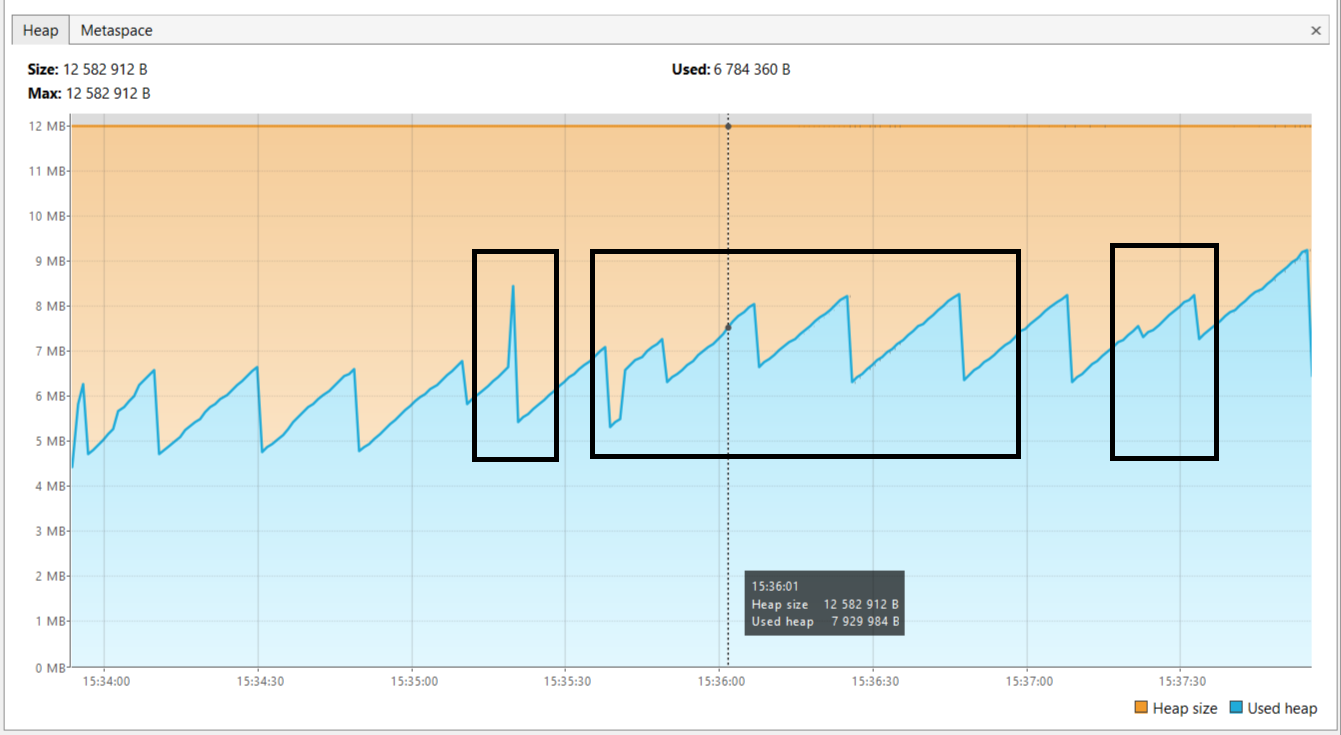 Heap Metaspace ×
Size: 12 582 912 B Used: 6 784 360 B
Max: 12 582 912 B
12 MB
11 MB
10 MB
9 MB
8 MB
7 MB
6 MB
5 MB
4 MB
3 MB
2 MB
1 MB
0 MB
15:36:01
Heap size 12 582 912 B
Used heap 7 929 984 B
15:34:00 15:34:30 15:35:00 15:35:30 15:36:00 15:36:30 15:37:00 15:37:30
Heap size Used heap